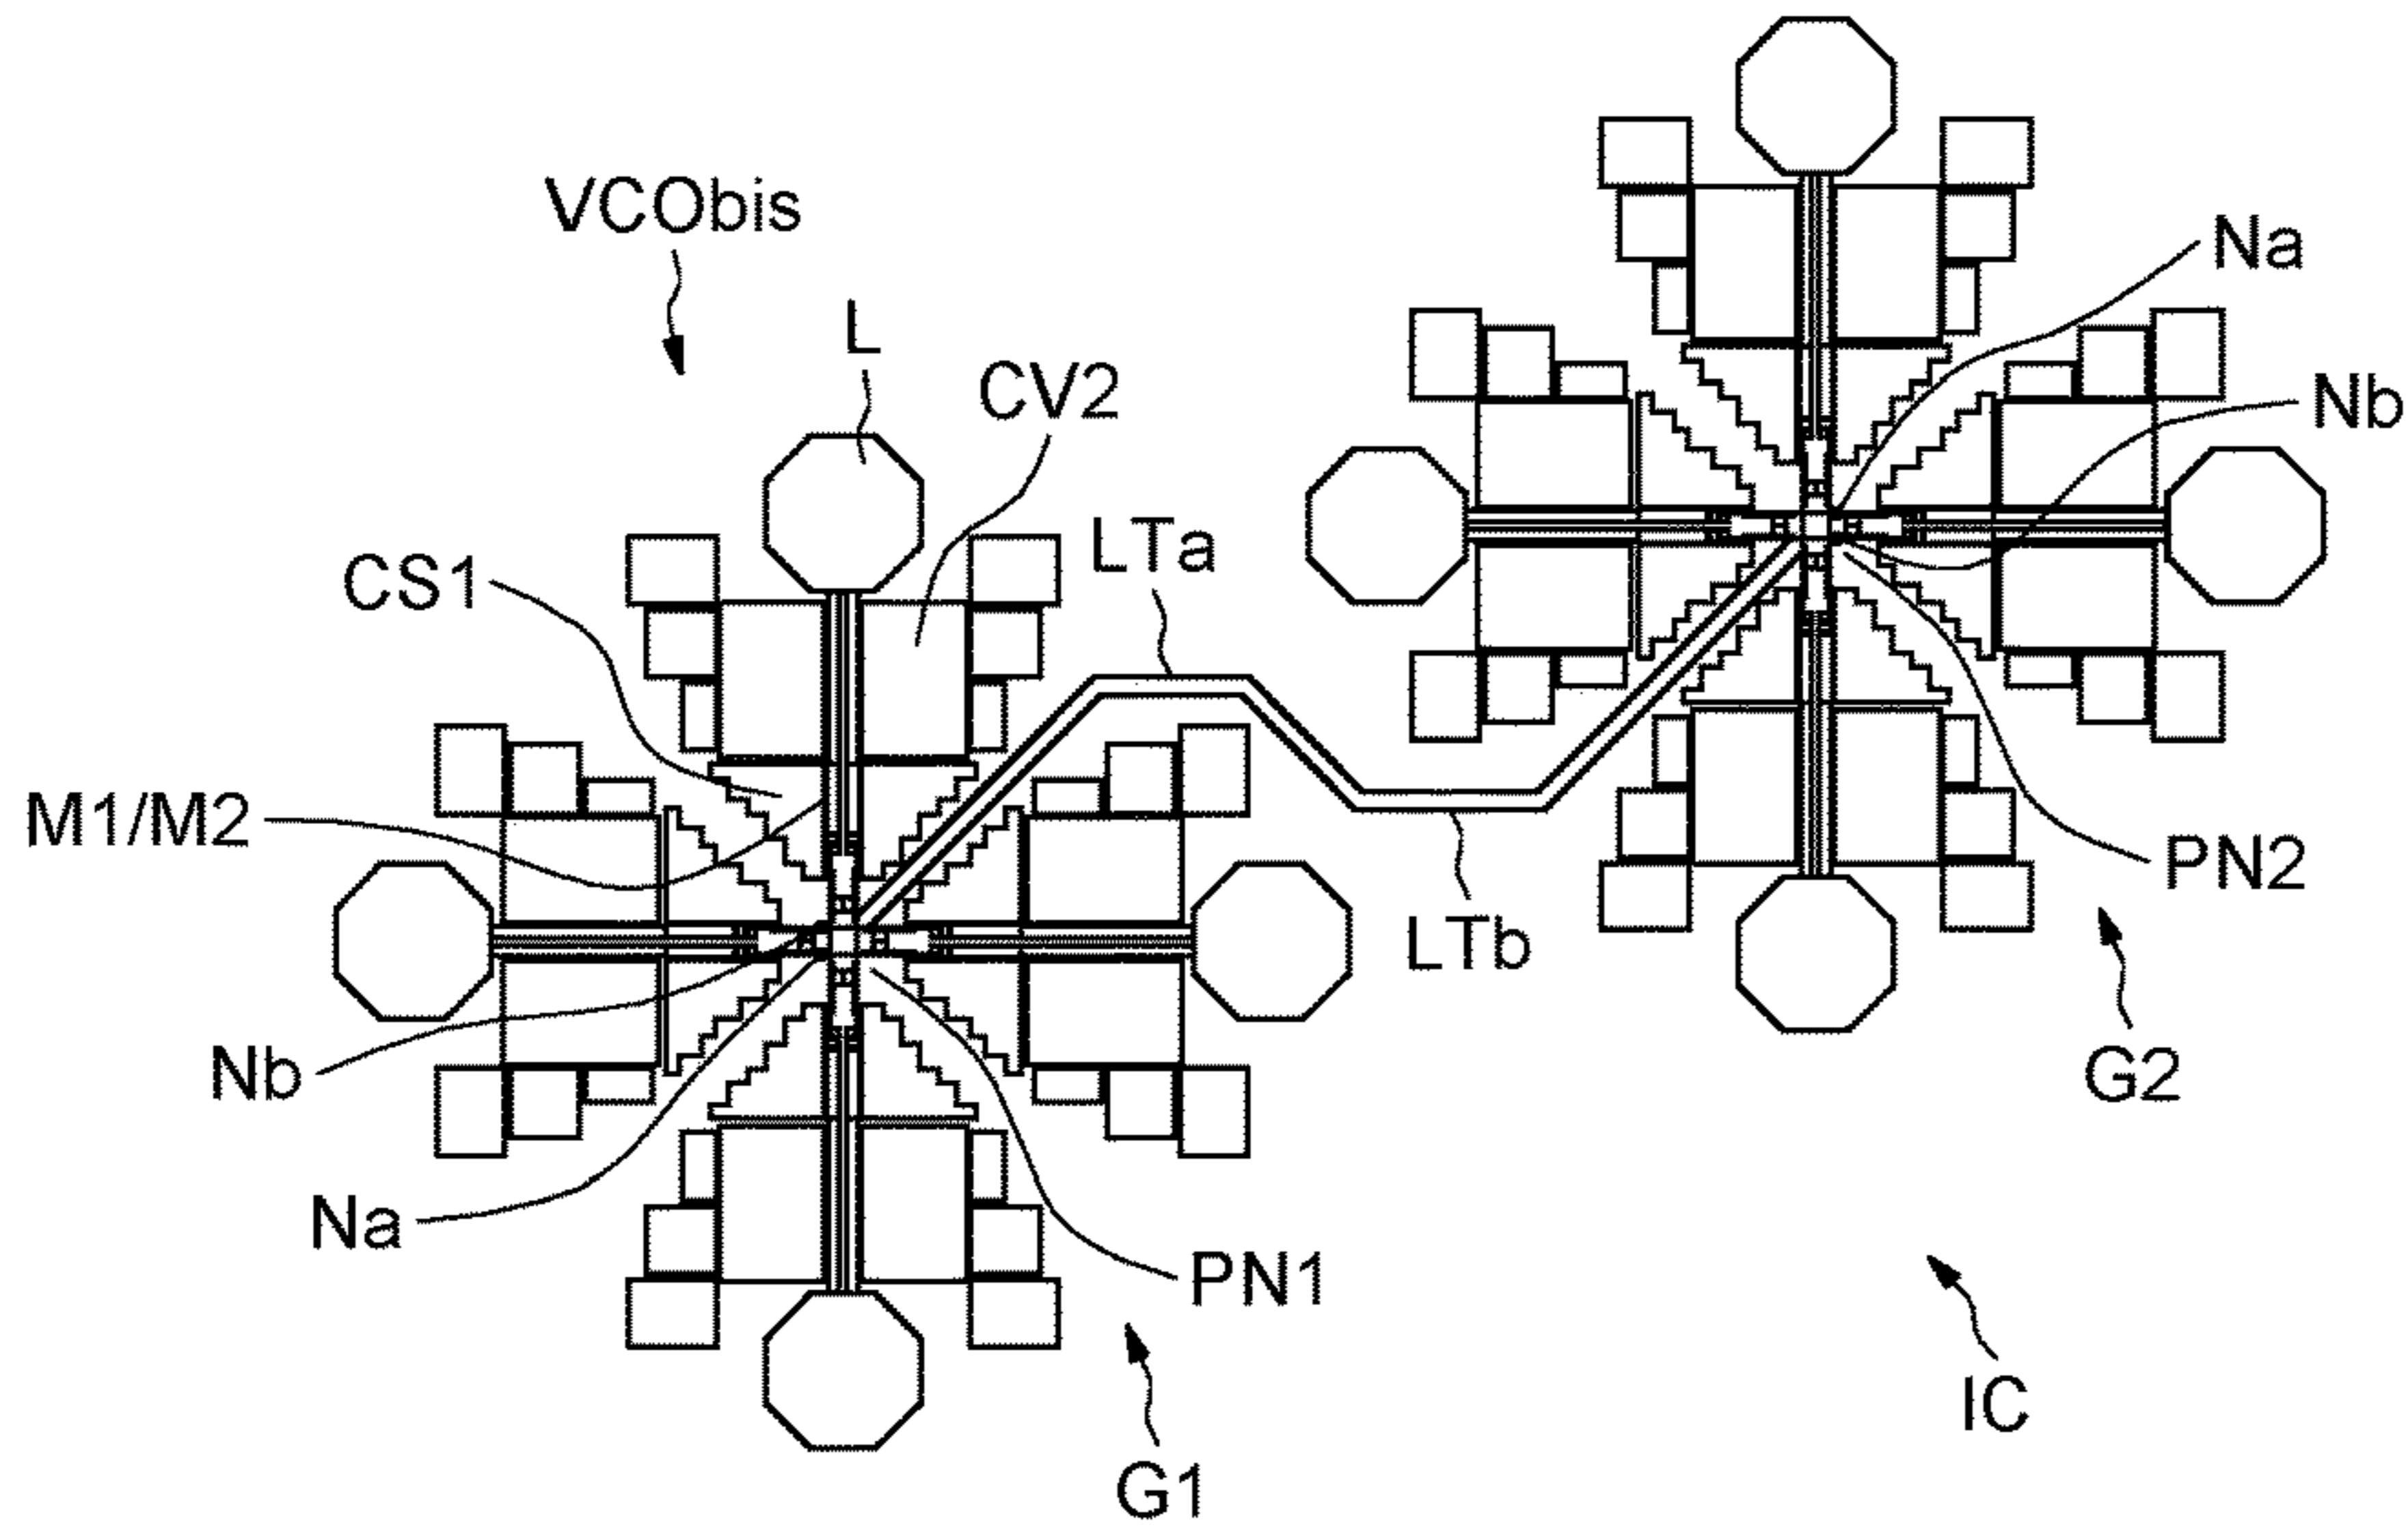 VCObis
Na
L
CV2
Nb
LTa
CS1
M1/M2
PN2
LTb
Nb
G2
Na
PN1
IC
G1